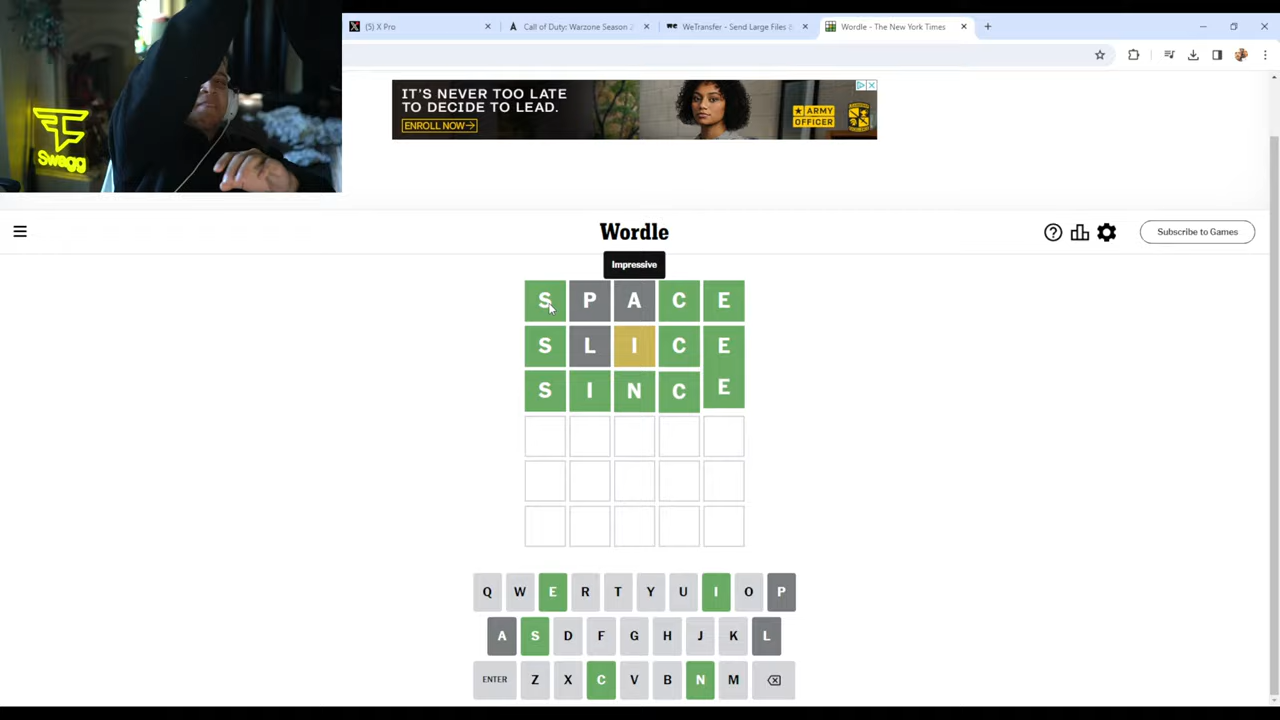 (5) X Pro
Call of Duty: Warzone Season 2
WeTransfer - Send Large Files &
Wordle - The New York Times
IT'S NEVER TOO LATE
TO DECIDE TO LEAD.
ENROLL NOW→
ARMY
OFFICER
Swagg
Wordle
Subscribe to Games
Impressive
S P A C E
S L I C E
S I N C E
Q W E R T Y U I O P
A S D F G H J K L
ENTER Z X C V B N M